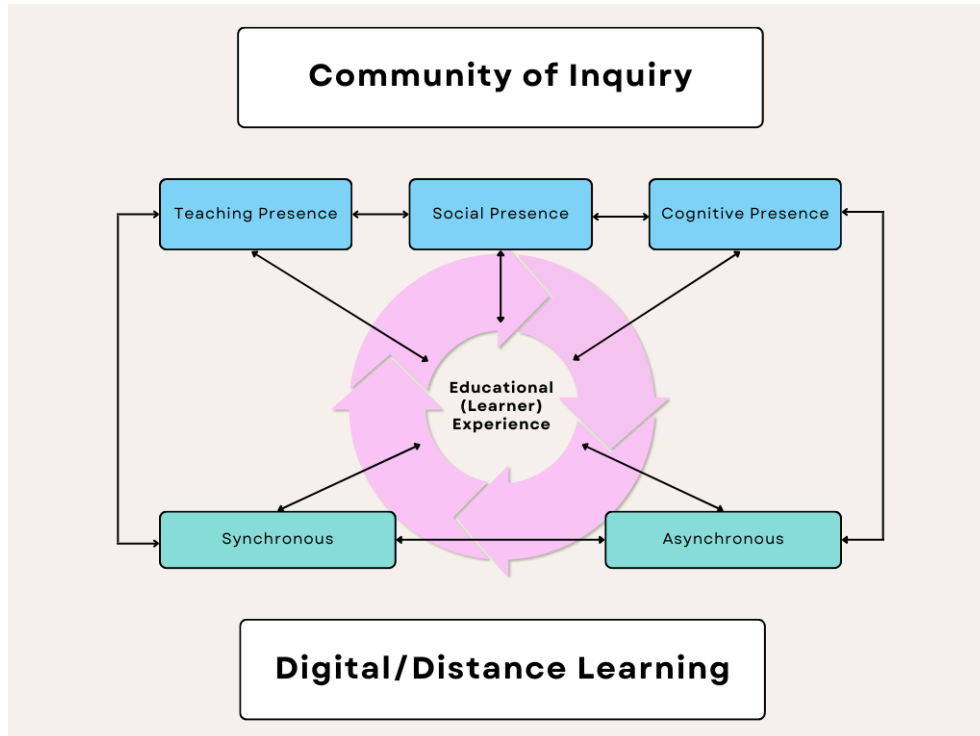 Community of Inquiry
Teaching Presence
Social Presence
Cognitive Presence
Educational
(Learner)
Experience
Synchronous
Asynchronous
Digital/Distance Learning